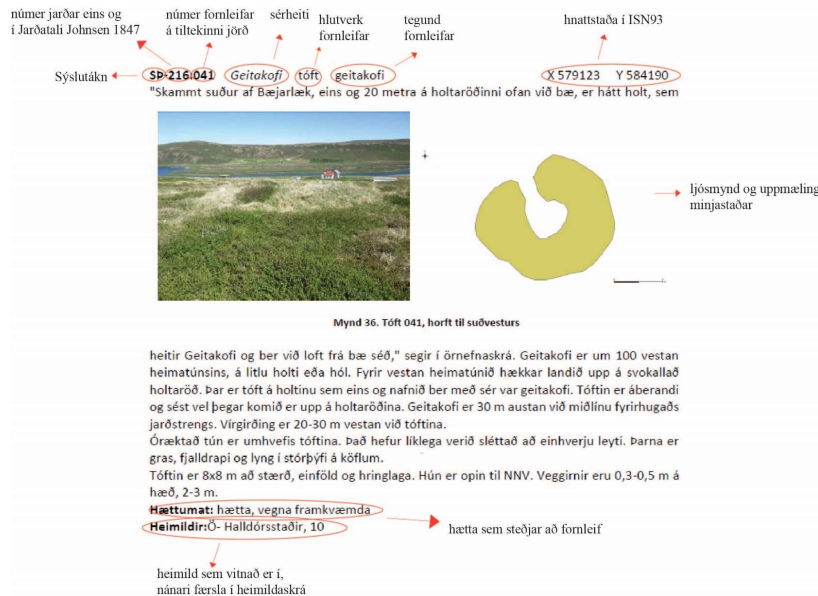 númer jarðar eins og
í Jarðatali Johnsen 1847
númer fornleifar
á tiltekinni jörð
sérheiti
hlutverk
fornleifar
tegund
fornleifar
hnattstaða í ISN93
Sýslutákn
SÞ-216:041 Geitakofi tóft geitakofi X 579123 Y 584190
"Skammt suður af Bæjarlæk, eins og 20 metra á holtaröðinni ofan við bæ, er hátt holt, sem
ljósmynd og uppmæling
minjastaðar
Mynd 36. Tóft 041, horft til suðvesturs
heitir Geitakofi og ber við loft frá bæ séð," segir í örnefnaskrá. Geitakofi er um 100 vestan
heimatúnsins, á litlu holti eða hól. Fyrir vestan heimatúnið hækkar landið upp á svokallað
holtaröð. Þar er tóft á holtinu sem eins og nafnið ber með sér var geitakofi. Tóftin er áberandi
og sést vel þegar komið er upp á holtaröðina. Geitakofi er 30 m austan við miðlínu fyrirhugaðs
jarðstrengs. Vírgirðing er 20-30 m vestan við tóftina.
Óræktað tún er umhvefis tóftina. Það hefur líklega verið sléttað að einhverju leyti. Þarna er
gras, fjalldrapi og lyng í stórþýfi á köflum.
Tóftin er 8x8 m að stærð, einföld og hringlaga. Hún er opin til NNV. Veggirnir eru 0,3-0,5 m á
hæð, 2-3 m.
Hættumat: hætta, vegna framkvæmda
Heimildir:Ö- Halldórsstaðir, 10
hætta sem steðjar að fornleif
heimild sem vitnað er í,
nánari færsla í heimildaskrá